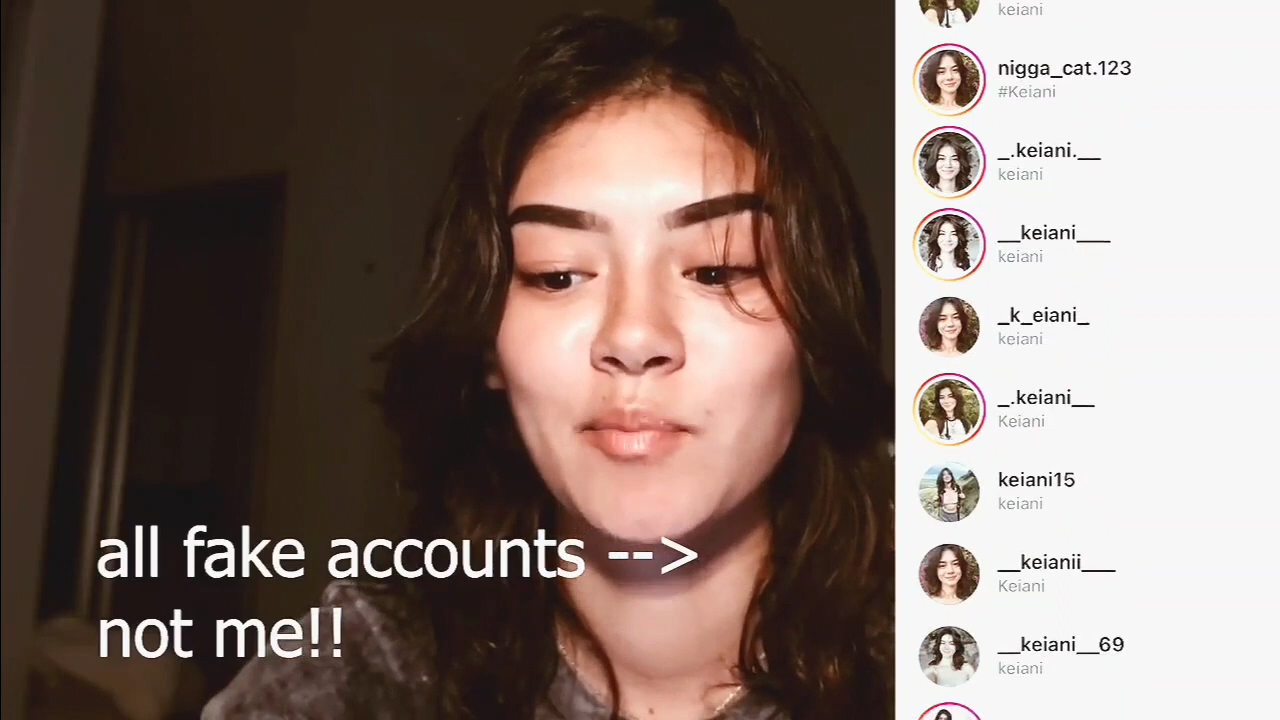 all fake accounts -->
not me!!
keiani
nigga_cat.123
#Keiani
_.keiani.__
keiani
__keiani___
keiani
_k_eiani_
keiani
_.keiani__
Keiani
keiani15
keiani
__keianii___
Keiani
__keiani__69
keiani